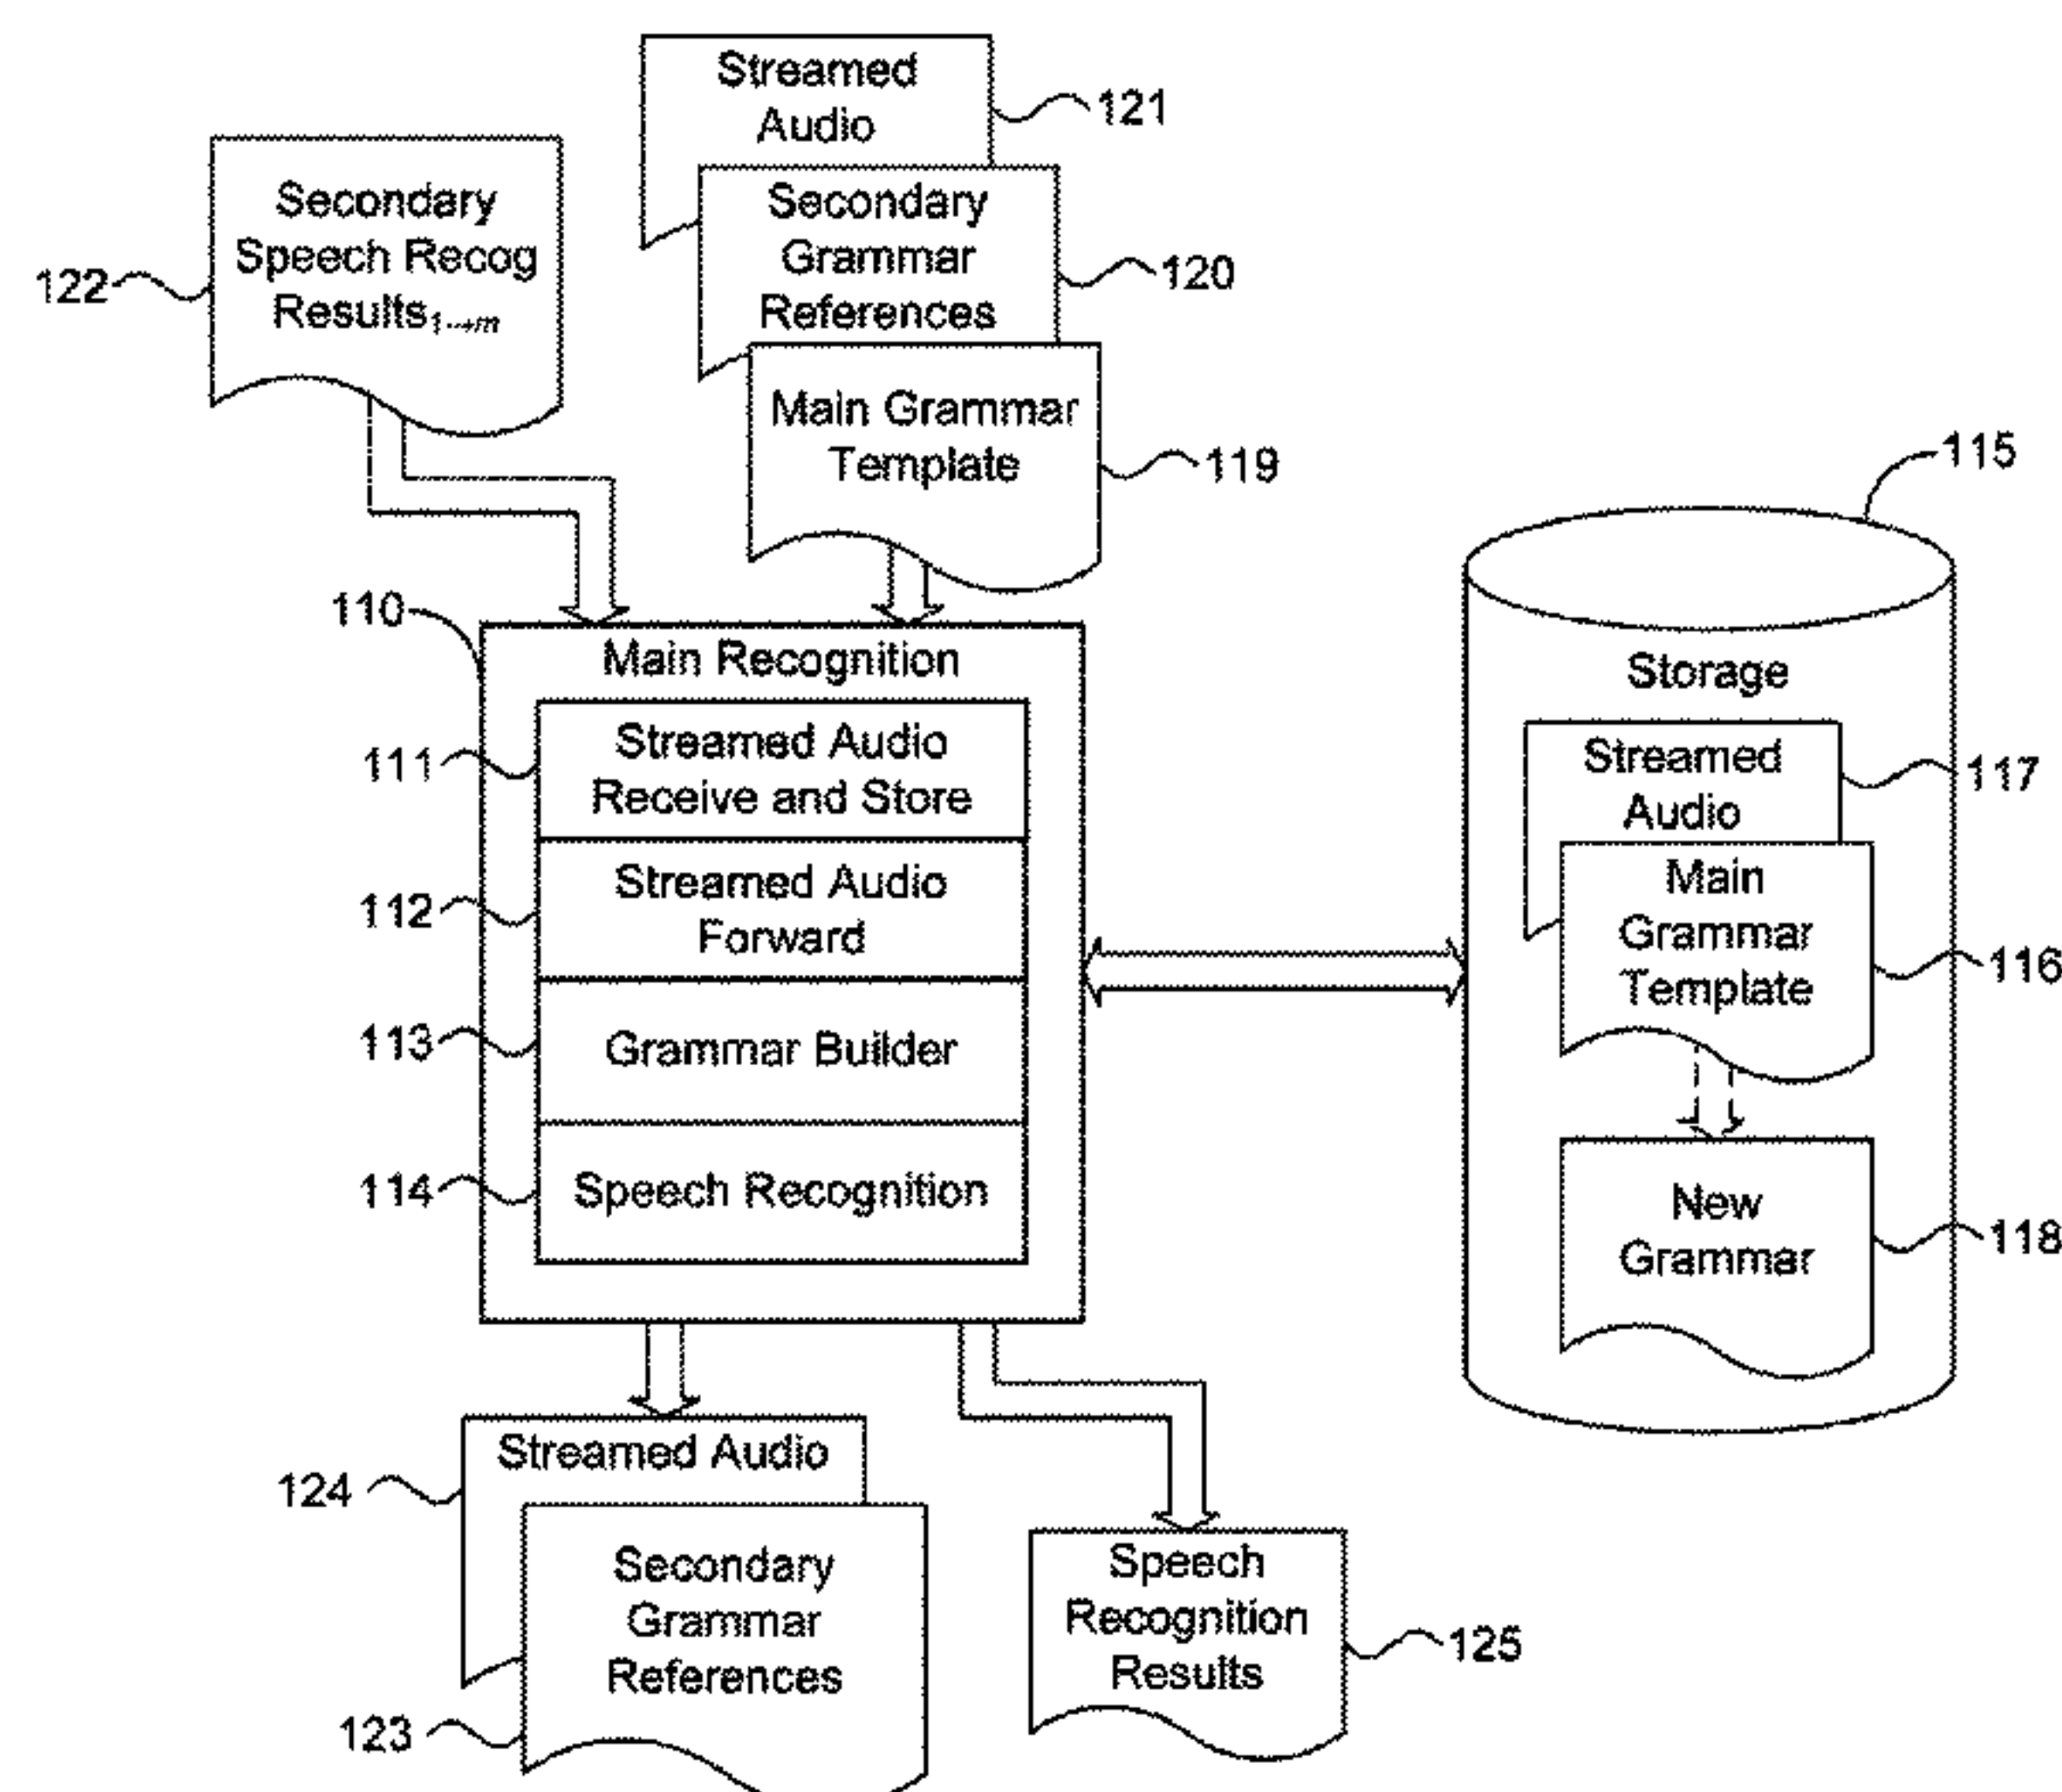 Streamed
Audio
121
Secondary
Speech Recog
Results1→m
122
Secondary
Grammar
References
120
Main Grammar
Template
119
115
110
Main Recognition
Streamed Audio
Receive and Store
111
Streamed Audio
Forward
112
Grammar Builder
113
Speech Recognition
114
Storage
Streamed
Audio
117
Main
Grammar
Template
116
New
Grammar
118
Streamed Audio
124
Secondary
Grammar
References
123
Speech
Recognition
Results
125